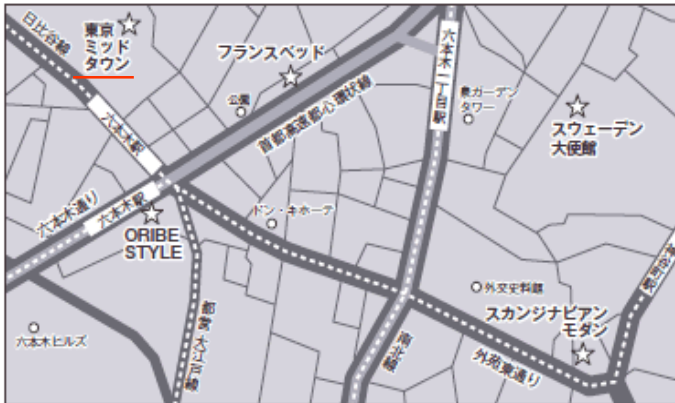 日比谷線
東京
ミッド
タウン
フランスベッド
公園
首都高速都心環状線
六本木一丁目駅
泉ガーデン
タワー
スウェーデン
大使館
六本木駅
六本木通り
六本木駅
ORIBE
STYLE
ドン・キホーテ
神谷町駅
外交史料館
スカンジナビアン
モダン
六本木ヒルズ
都営大江戸線
南北線
外苑東通り